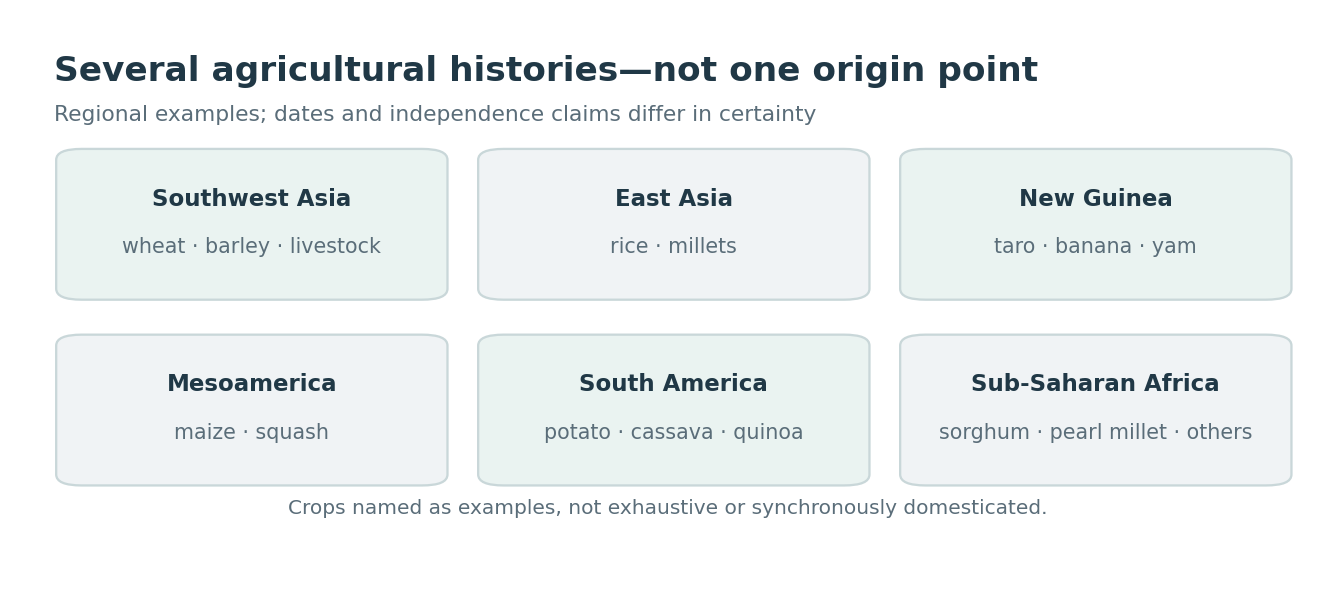 Several agricultural histories—not one origin point
Regional examples; dates and independence claims differ in certainty
Southwest Asia
wheat · barley · livestock
East Asia
rice · millets
New Guinea
taro · banana · yam
Mesoamerica
maize · squash
South America
potato · cassava · quinoa
Sub-Saharan Africa
sorghum · pearl millet · others
Crops named as examples, not exhaustive or synchronously domesticated.